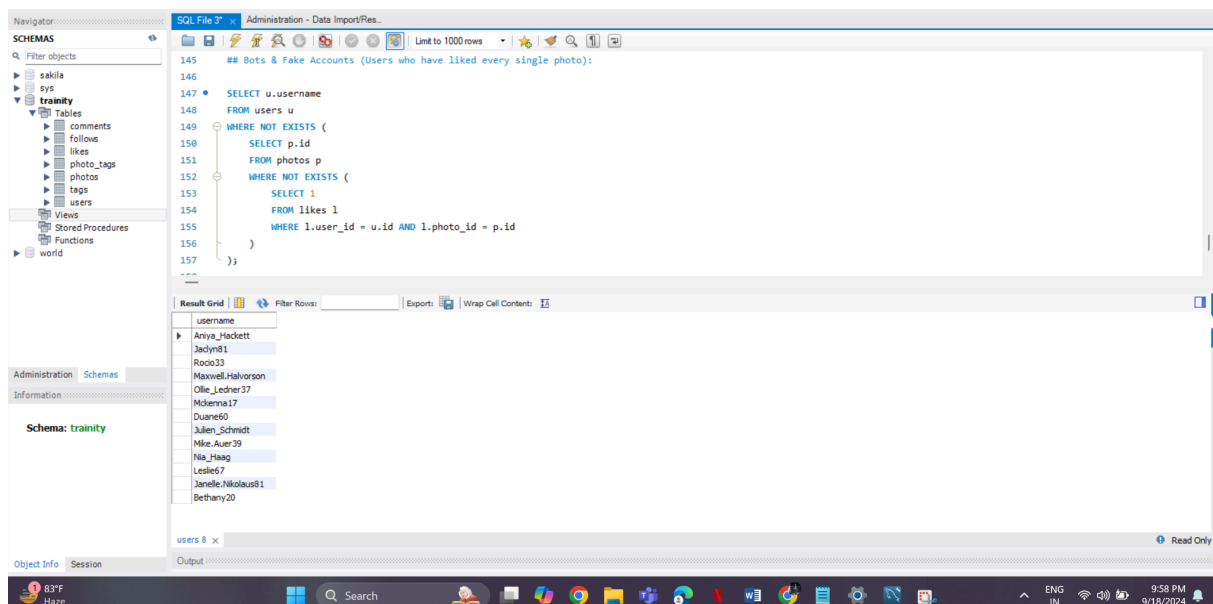 Navigator
SQL File 3* ×
Administration - Data Import/Res..
SCHEMAS
Limit to 1000 rows
Filter objects
sakila
sys
trainity
Tables
comments
follows
likes
photo_tags
photos
tags
users
Views
Stored Procedures
Functions
world
145 ## Bots & Fake Accounts (Users who have liked every single photo):
146
147 SELECT u.username
148 FROM users u
149 WHERE NOT EXISTS (
150 SELECT p.id
151 FROM photos p
152 WHERE NOT EXISTS (
153 SELECT 1
154 FROM likes l
155 WHERE l.user_id = u.id AND l.photo_id = p.id
156 )
157 );
Result Grid Filter Rows: Export: Wrap Cell Content:
username
Aniya_Hackett
Jaclyn81
Rocio33
Maxwell.Halvorson
Ollie_Ledner37
Mckenna17
Duane60
Julien_Schmidt
Mike.Auer39
Nia_Haag
Leslie67
Janelle.Nikolaus81
Bethany20
Administration Schemas
Information
Schema: trainity
users 8 ×
Read Only
Object Info Session
Output
1
83°F
Haze
Search
ENG
IN
9:58 PM
9/18/2024